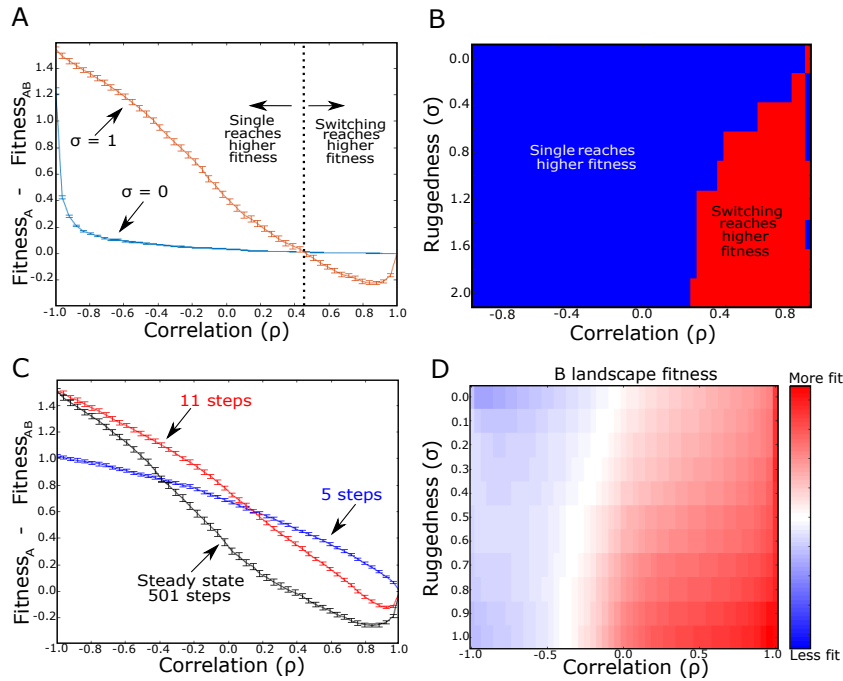 A
Fitness_A - Fitness_AB
1.4
1.2
1.0
0.8
0.6
0.4
0.2
0.0
-0.2
σ = 1
σ = 0
Single
reaches
higher
fitness
Switching
reaches
higher
fitness
-1.0 -0.8 -0.6 -0.4 -0.2 0.0 0.2 0.4 0.6 0.8 1.0
Correlation (ρ)
B
Ruggedness (σ)
0.0
0.4
0.8
1.2
1.6
2.0
Single reaches
higher fitness
Switching
reaches
higher
fitness
-0.8 -0.4 0.0 0.4 0.8
Correlation (ρ)
C
Fitness_A - Fitness_AB
1.4
1.2
1.0
0.8
0.6
0.4
0.2
0.0
-0.2
11 steps
5 steps
Steady state
501 steps
-1.0 -0.8 -0.6 -0.4 -0.2 0.0 0.2 0.4 0.6 0.8 1.0
Correlation (ρ)
D
B landscape fitness
More fit
Ruggedness (σ)
0.0
0.1
0.2
0.3
0.4
0.5
0.6
0.7
0.8
0.9
1.0
-1.0 -0.5 0.0 0.5 1.0
Less fit
Correlation (ρ)